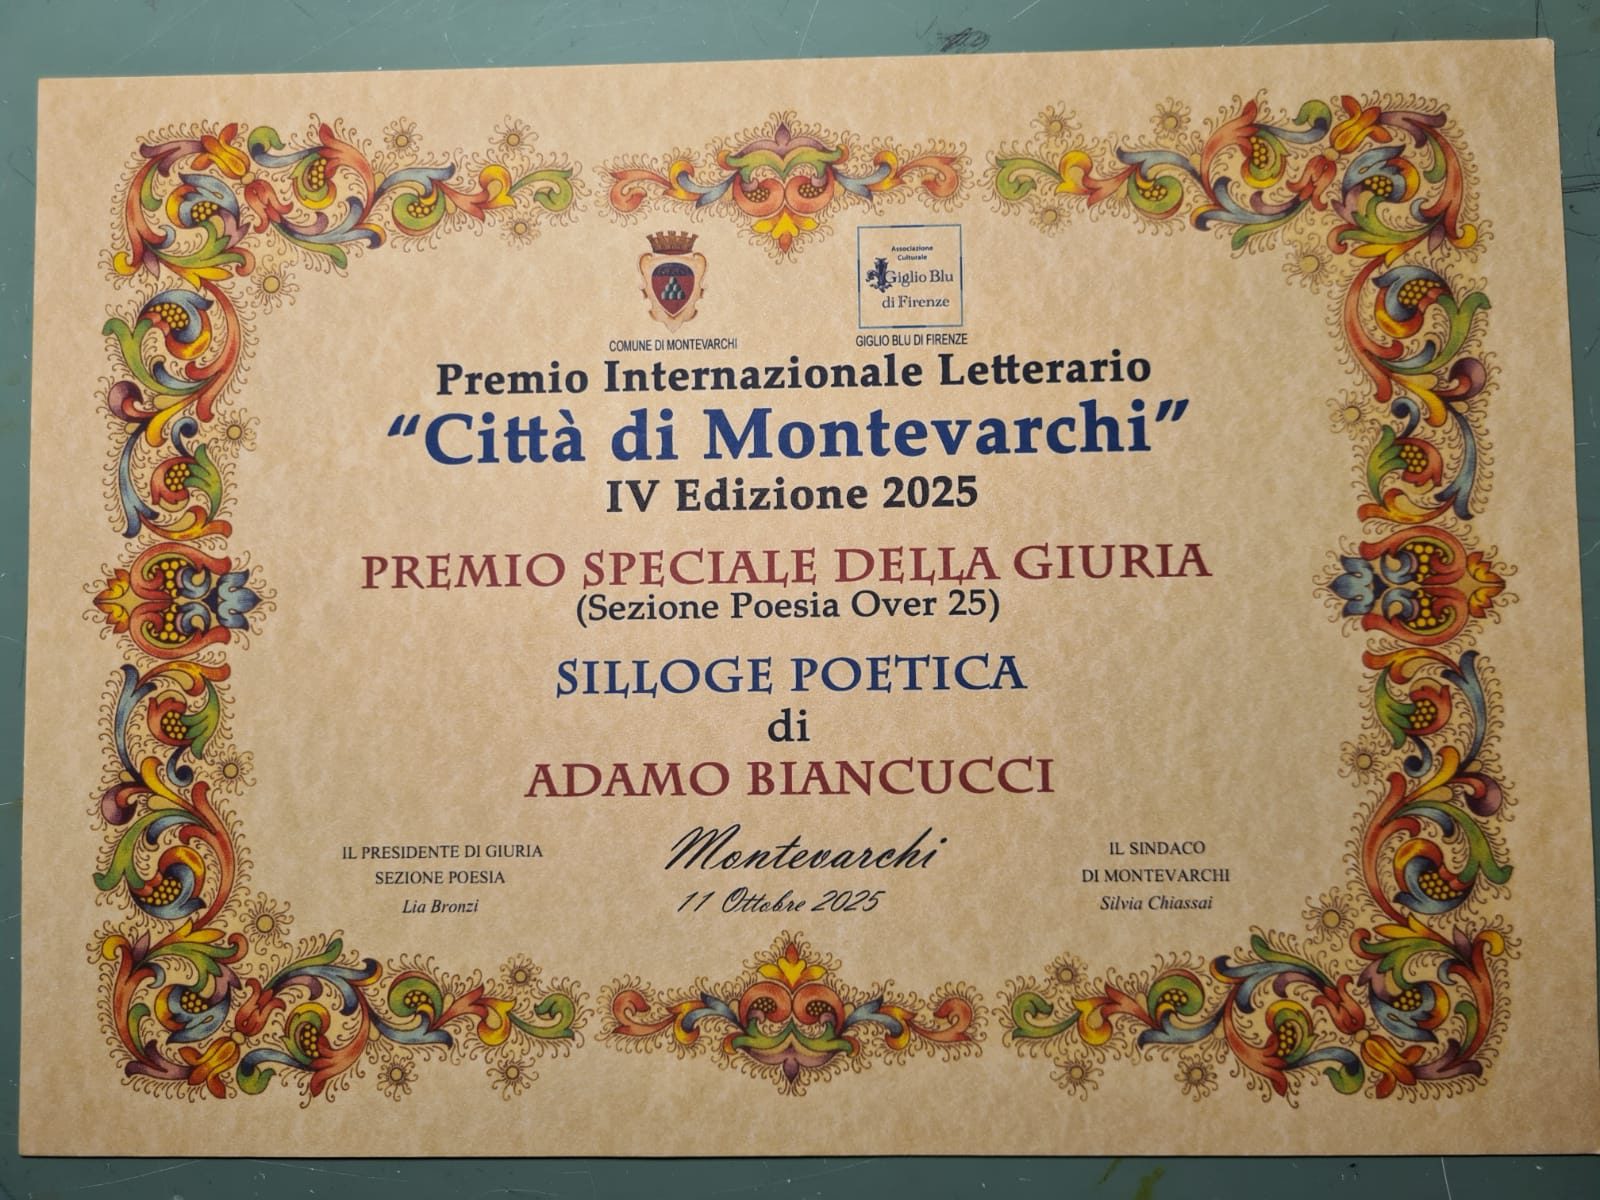 Associazione
Culturale
Giglio Blu
di Firenze
COMUNE DI MONTEVARCHI
GIGLIO BLU DI FIRENZE
Premio Internazionale Letterario
“Città di Montevarchi”
IV Edizione 2025
PREMIO SPECIALE DELLA GIURIA
(Sezione Poesia Over 25)
SILLOGE POETICA
di
ADAMO BIANCUCCI
IL PRESIDENTE DI GIURIA
SEZIONE POESIA
Lia Bronzi
Montevarchi
11 Ottobre 2025
IL SINDACO
DI MONTEVARCHI
Silvia Chiassai